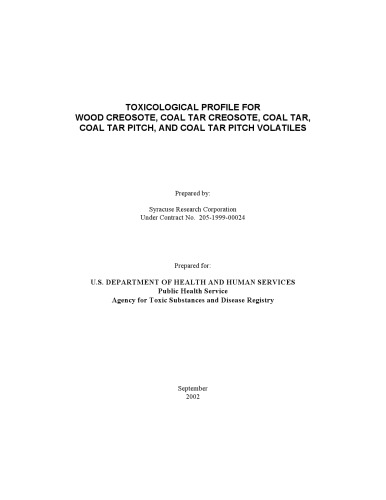 TOXICOLOGICAL PROFILE FOR
WOOD CREOSOTE, COAL TAR CREOSOTE, COAL TAR,
COAL TAR PITCH, AND COAL TAR PITCH VOLATILES
Prepared by:
Syracuse Research Corporation
Under Contract No. 205-1999-00024
Prepared for:
U.S. DEPARTMENT OF HEALTH AND HUMAN SERVICES
Public Health Service
Agency for Toxic Substances and Disease Registry
September
2002